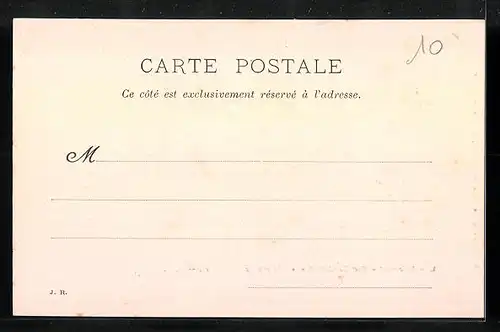 10
CARTE POSTALE
Ce côté est exclusivement réservé à l'adresse.
M
J. R.